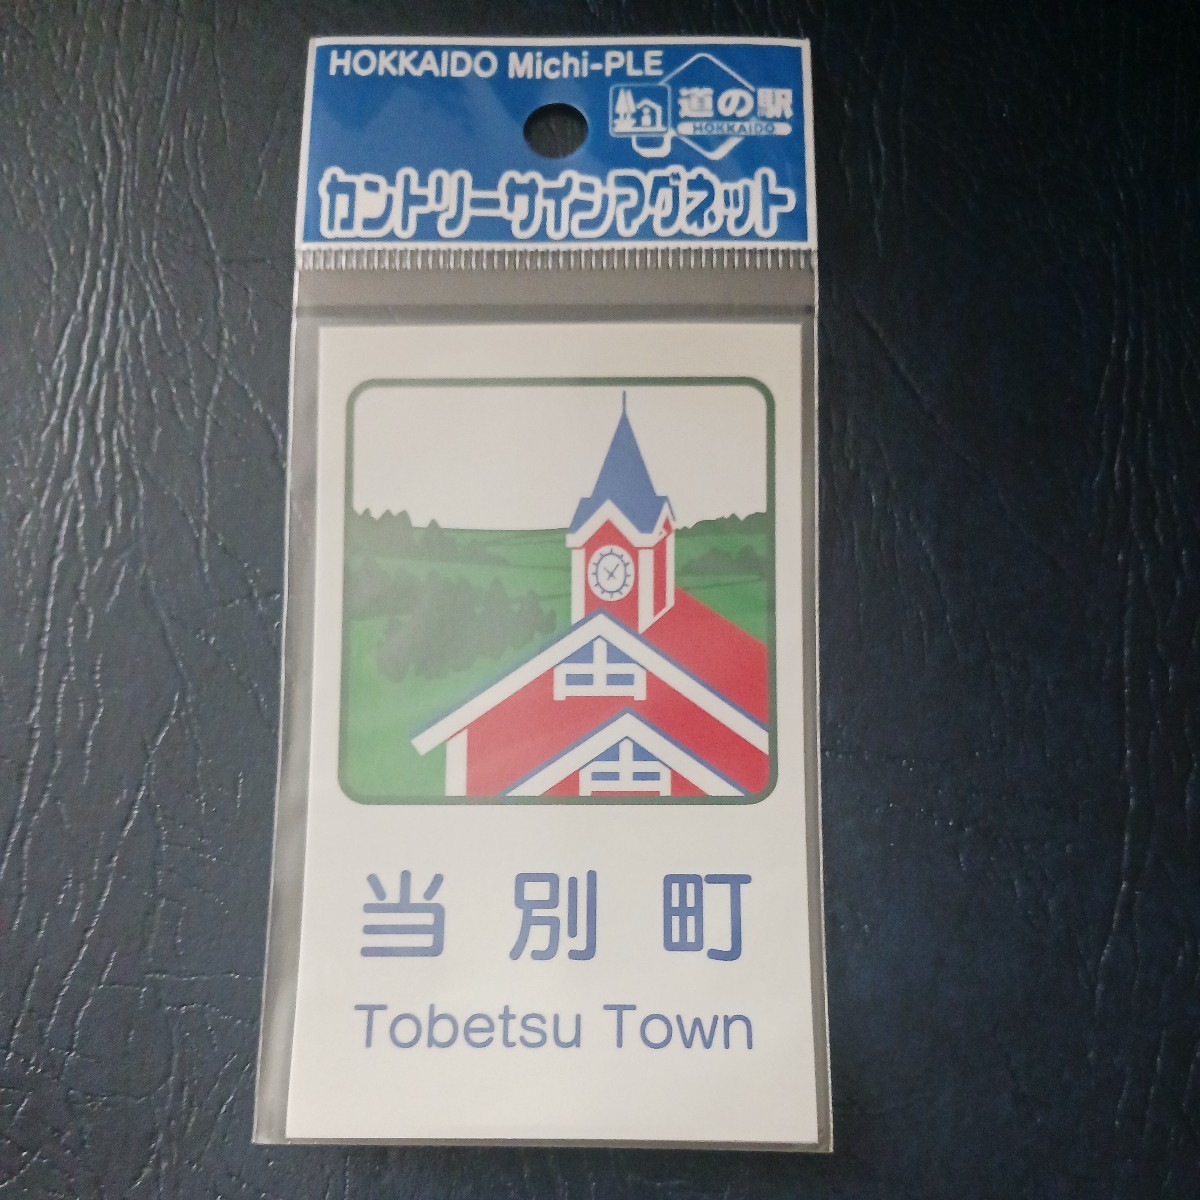 HOKKAIDO Michi-PLE
道の駅
HOKKAIDO
カントリーサインマグネット
当別町
Tobetsu Town